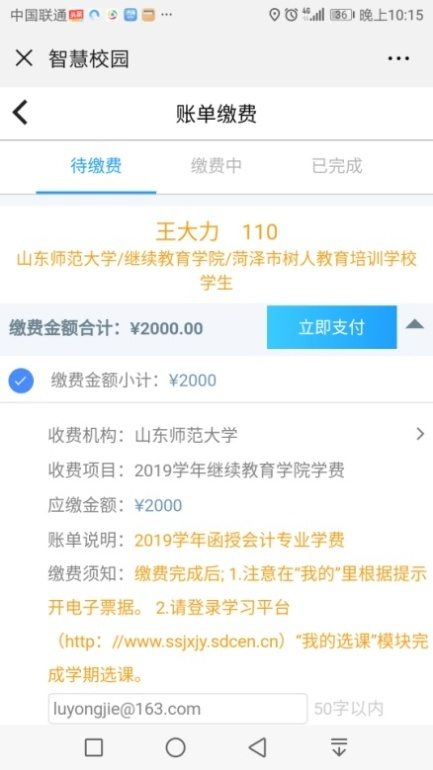 中国联通 头条 ... 4G 36 晚上10:15
智慧校园
账单缴费
待缴费 缴费中 已完成
王大力 110
山东师范大学/继续教育学院/菏泽市树人教育培训学校
学生
缴费金额合计：¥2000.00 立即支付
缴费金额小计：¥2000
收费机构：山东师范大学
收费项目：2019学年继续教育学院学费
应缴金额：¥2000
账单说明：2019学年函授会计专业学费
缴费须知：缴费完成后; 1.注意在“我的”里根据提示
开电子票据。 2.请登录学习平台
（http：//www.ssjxjy.sdcen.cn）“我的选课”模块完
成学期选课。
luyongjie@163.com 50字以内